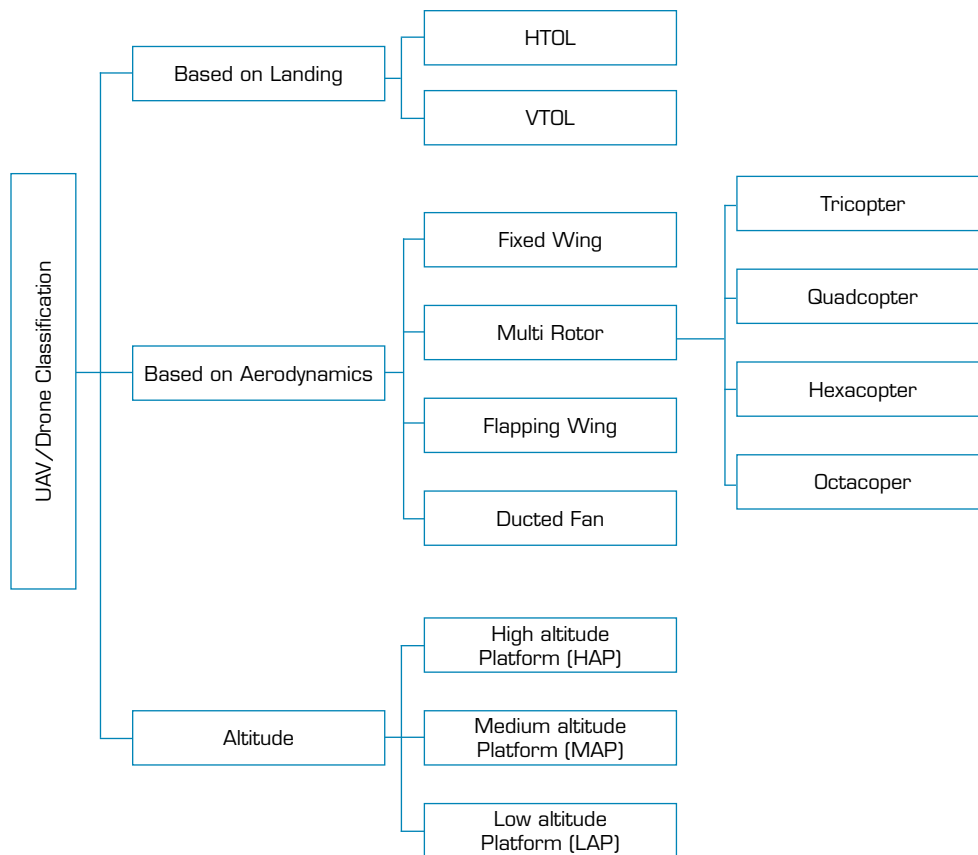 UAV/Drone Classification
Based on Landing
HTOL
VTOL
Based on Aerodynamics
Fixed Wing
Multi Rotor
Flapping Wing
Ducted Fan
Tricopter
Quadcopter
Hexacopter
Octacoper
Altitude
High altitude
Platform (HAP)
Medium altitude
Platform (MAP)
Low altitude
Platform (LAP)